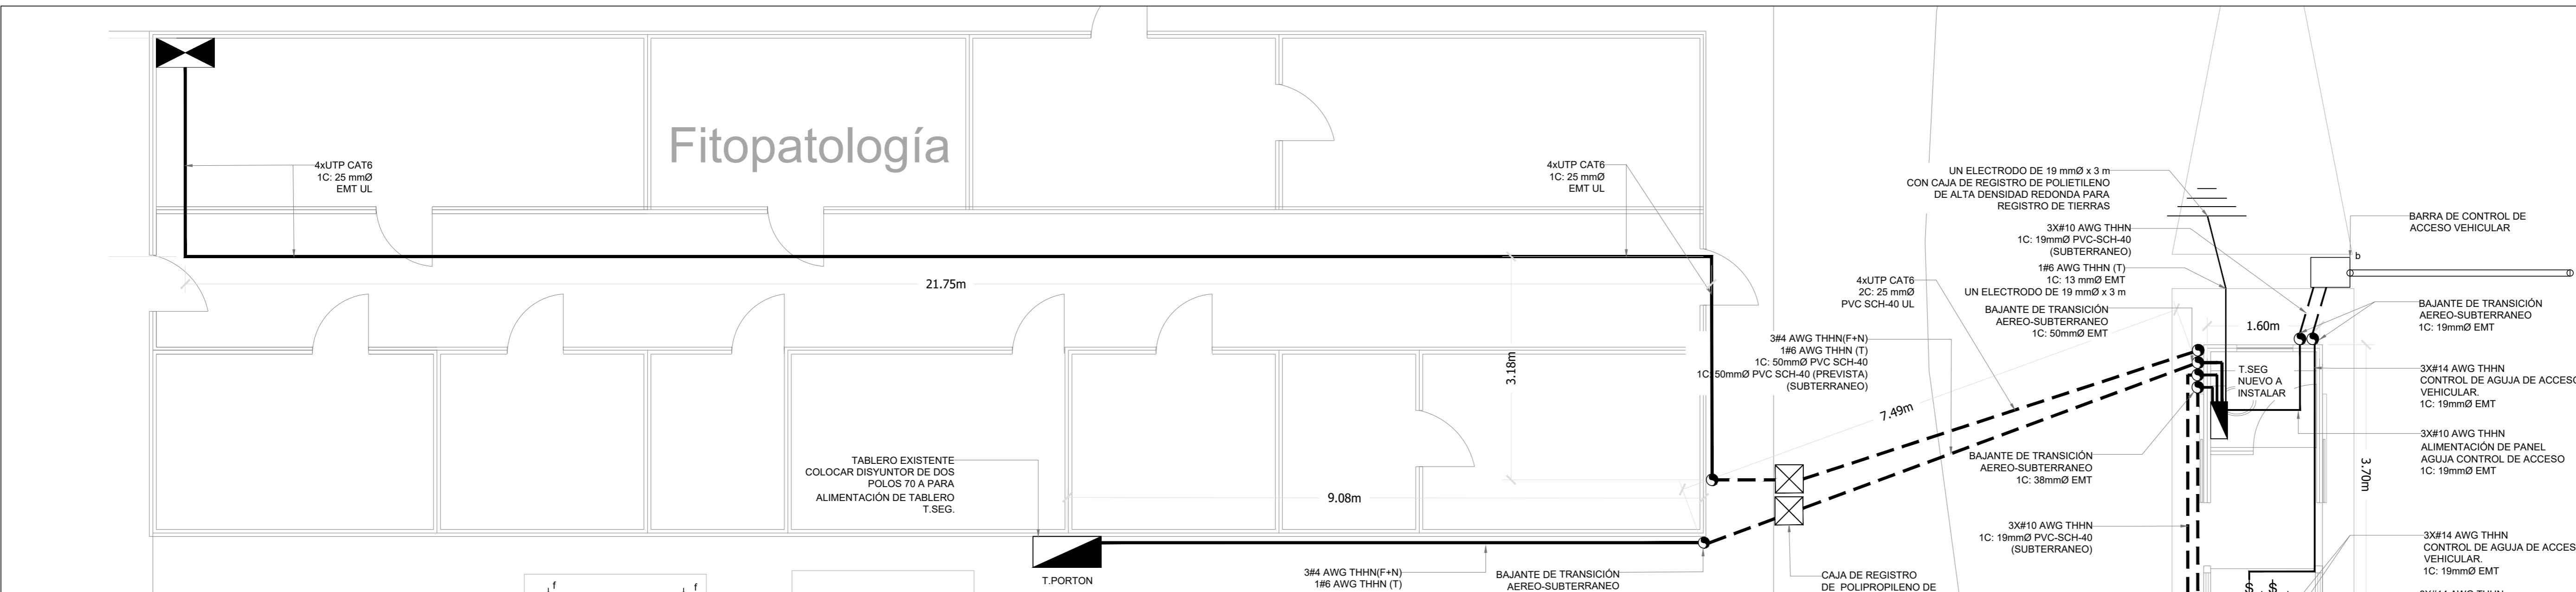 Fitopatología
4xUTP CAT6
1C: 25 mmØ
EMT UL
4xUTP CAT6
1C: 25 mmØ
EMT UL
21.75m
3.18m
9.08m
TABLERO EXISTENTE
COLOCAR DISYUNTOR DE DOS
POLOS 70 A PARA
ALIMENTACIÓN DE TABLERO
T.SEG.
T.PORTON
f
f
3#4 AWG THHN(F+N)
1#6 AWG THHN (T)
BAJANTE DE TRANSICIÓN
AEREO-SUBTERRANEO
CAJA DE REGISTRO
DE POLIPROPILENO DE
4xUTP CAT6
2C: 25 mmØ
PVC SCH-40 UL
3#4 AWG THHN(F+N)
1#6 AWG THHN (T)
1C: 50mmØ PVC SCH-40
1C: 50mmØ PVC SCH-40 (PREVISTA)
(SUBTERRANEO)
7.49m
UN ELECTRODO DE 19 mmØ x 3 m
CON CAJA DE REGISTRO DE POLIETILENO
DE ALTA DENSIDAD REDONDA PARA
REGISTRO DE TIERRAS
3X#10 AWG THHN
1C: 19mmØ PVC-SCH-40
(SUBTERRANEO)
1#6 AWG THHN (T)
1C: 13 mmØ EMT
UN ELECTRODO DE 19 mmØ x 3 m
BAJANTE DE TRANSICIÓN
AEREO-SUBTERRANEO
1C: 50mmØ EMT
BAJANTE DE TRANSICIÓN
AEREO-SUBTERRANEO
1C: 38mmØ EMT
3X#10 AWG THHN
1C: 19mmØ PVC-SCH-40
(SUBTERRANEO)
1.60m
T.SEG
NUEVO A
INSTALAR
3.70m
b
BARRA DE CONTROL DE
ACCESO VEHICULAR
BAJANTE DE TRANSICIÓN
AEREO-SUBTERRANEO
1C: 19mmØ EMT
3X#14 AWG THHN
CONTROL DE AGUJA DE ACCESO
VEHICULAR.
1C: 19mmØ EMT
3X#10 AWG THHN
ALIMENTACIÓN DE PANEL
AGUJA CONTROL DE ACCESO
1C: 19mmØ EMT
3X#14 AWG THHN
CONTROL DE AGUJA DE ACCES
VEHICULAR.
1C: 19mmØ EMT
$ $